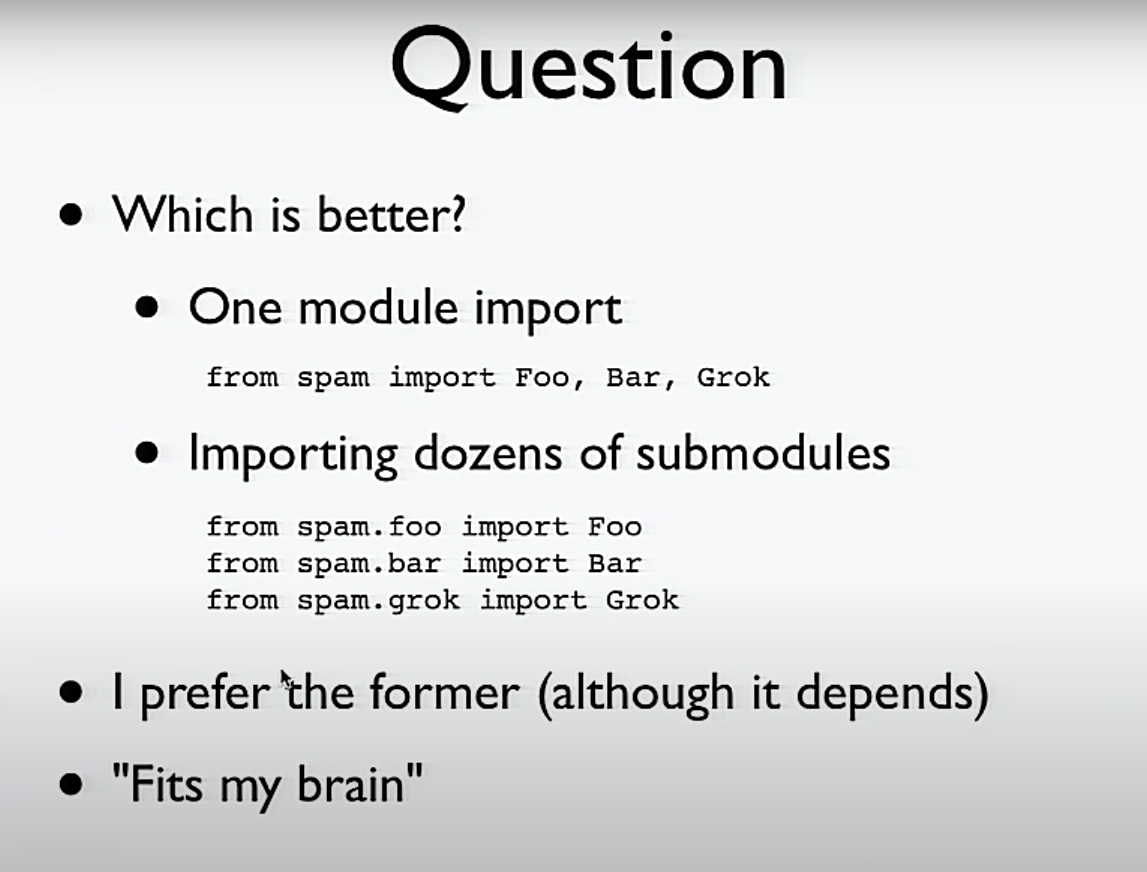 Question
• Which is better?
• One module import
from spam import Foo, Bar, Grok
• Importing dozens of submodules
from spam.foo import Foo
from spam.bar import Bar
from spam.grok import Grok
• I prefer the former (although it depends)
• "Fits my brain"